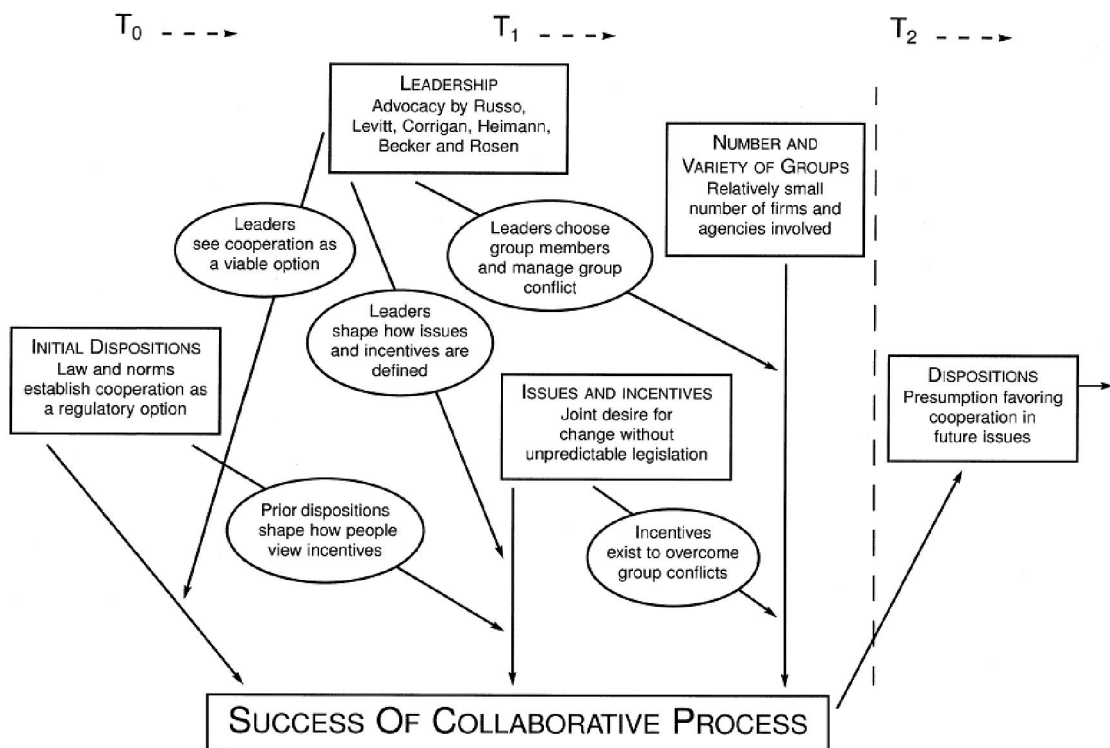 T0
T1
T2
LEADERSHIP
Advocacy by Russo,
Levitt, Corrigan, Heimann,
Becker and Rosen
NUMBER AND
VARIETY OF GROUPS
Relatively small
number of firms and
agencies involved
Leaders
see cooperation as
a viable option
Leaders choose
group members
and manage group
conflict
Leaders
shape how issues
and incentives are
defined
INITIAL DISPOSITIONS
Law and norms
establish cooperation as
a regulatory option
ISSUES AND INCENTIVES
Joint desire for
change without
unpredictable legislation
DISPOSITIONS
Presumption favoring
cooperation in
future issues
Prior dispositions
shape how people
view incentives
Incentives
exist to overcome
group conflicts
SUCCESS OF COLLABORATIVE PROCESS